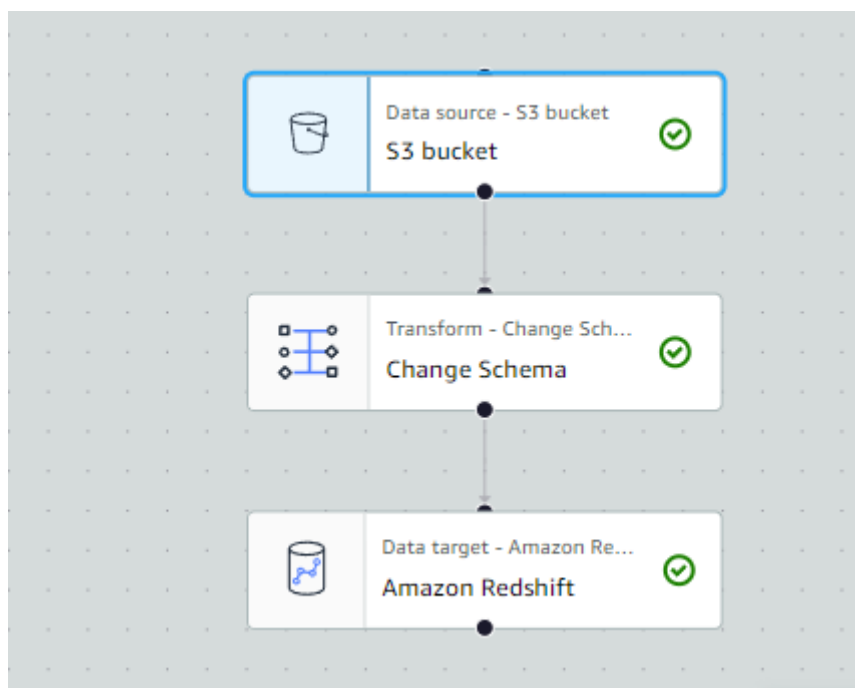 Data source - S3 bucket
S3 bucket
Transform - Change Sch...
Change Schema
Data target - Amazon Re...
Amazon Redshift